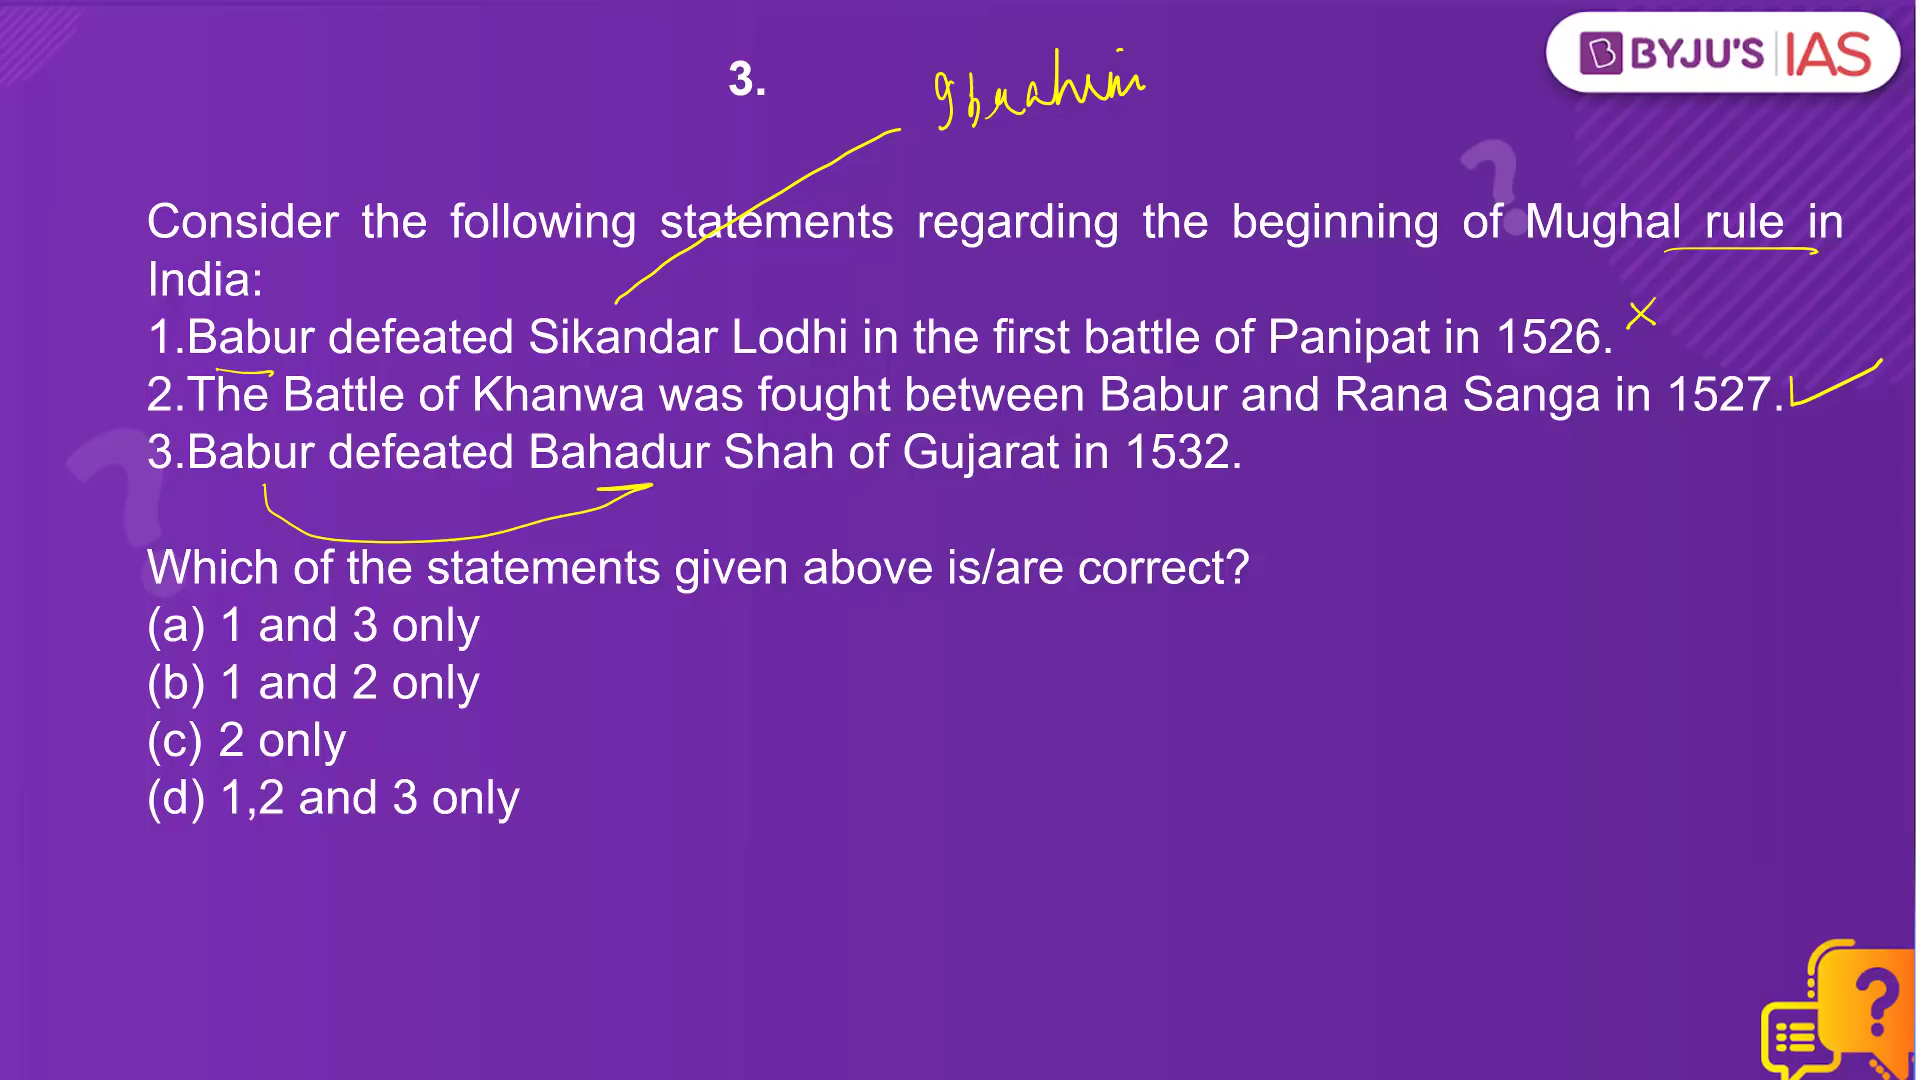 BYJU'S IAS
3.
Ibrahim
Consider the following statements regarding the beginning of Mughal rule in
India:
1.Babur defeated Sikandar Lodhi in the first battle of Panipat in 1526.
2.The Battle of Khanwa was fought between Babur and Rana Sanga in 1527.
3.Babur defeated Bahadur Shah of Gujarat in 1532.
Which of the statements given above is/are correct?
(a) 1 and 3 only
(b) 1 and 2 only
(c) 2 only
(d) 1,2 and 3 only